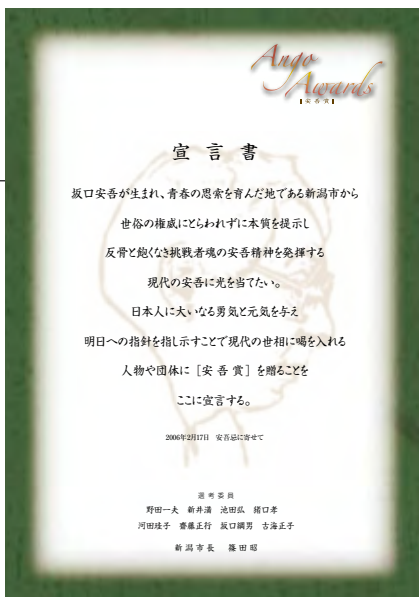 Ango
Awards
【安吾賞】
宣言書
坂口安吾が生まれ、青春の思索を育んだ地である新潟市から
世俗の権威にとらわれずに本質を提示し
反骨と飽くなき挑戦者魂の安吾精神を発揮する
現代の安吾に光を当てたい。
日本人に大いなる勇気と元気を与え
明日への指針を指し示すことで現代の世相に喝を入れる
人物や団体に［安吾賞］を贈ることを
ここに宣言する。
2006年2月17日　安吾忌に寄せて
選考委員
野田一夫　新井満　池田弘　猪口孝
河田珪子　齋藤正行　坂口綱男　古海正子
新潟市長　篠田昭